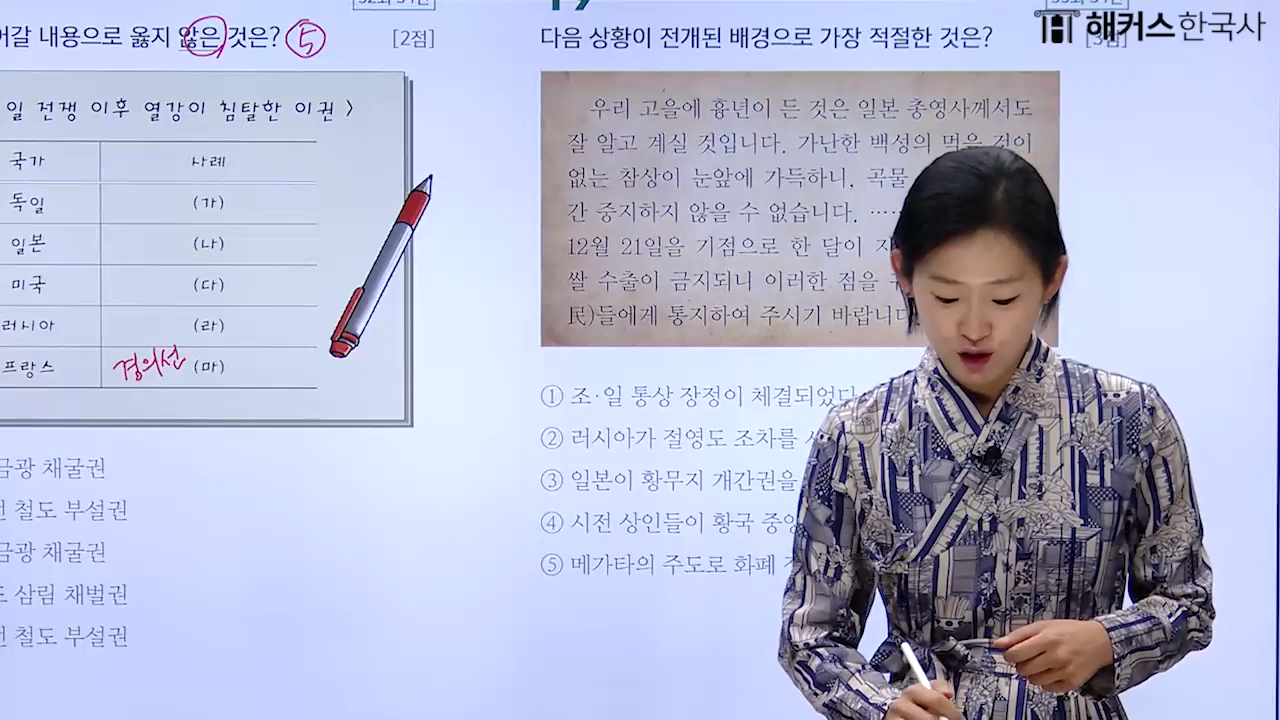 어갈 내용으로 옳지 않은 것은? ⑤
[2점]
일 전쟁 이후 열강이 침탈한 이권 >
국가 사례
독일 (가)
일본 (나)
미국 (다)
러시아 (라)
프랑스 경의선 (마)
금광 채굴권
철도 부설권
금광 채굴권
도 삼림 채벌권
철도 부설권
다음 상황이 전개된 배경으로 가장 적절한 것은?
해커스한국사
우리 고을에 흉년이 든 것은 일본 총영사께서도
잘 알고 계실 것입니다. 가난한 백성의 먹을 것이
없는 참상이 눈앞에 가득하니, 곡물
간 중지하지 않을 수 없습니다. ……
12월 21일을 기점으로 한 달이 지
쌀 수출이 금지되니 이러한 점을 귀
民)들에게 통지하여 주시기 바랍니다.
① 조·일 통상 장정이 체결되었다.
② 러시아가 절영도 조차를
③ 일본이 황무지 개간권을
④ 시전 상인들이 황국 중앙
⑤ 메가타의 주도로 화폐